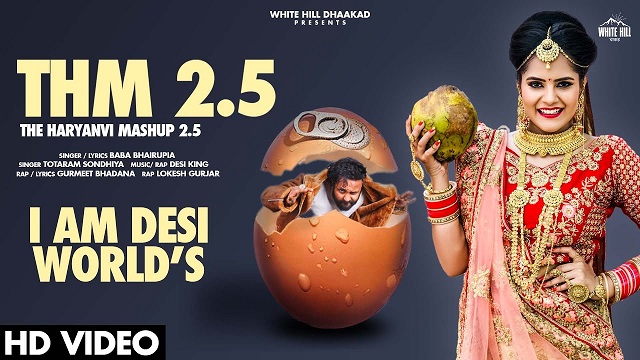 WHITE HILL DHAAKAD
PRESENTS
WHITE HILL
धाकड़
THM 2.5
THE HARYANVI MASHUP 2.5
SINGER / LYRICS BABA BHAIRUPIA
SINGER TOTARAM SONDHIYA MUSIC/ RAP DESI KING
RAP / LYRICS GURMEET BHADANA RAP LOKESH GURJAR
I AM DESI
WORLD'S
HD VIDEO